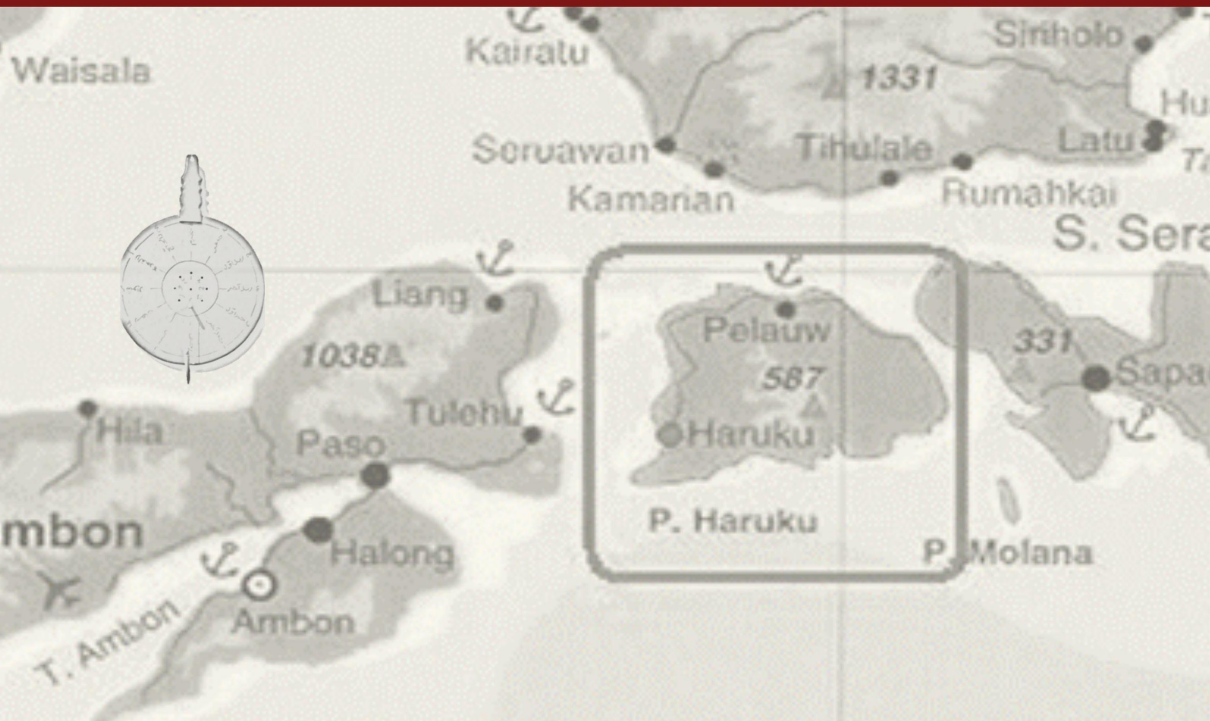 Kairatu
Siriholo
Waisala
1331
Hu
Seruawan
Tihulale
Latu
Kamarian
Rumahkai
S. Sera
Liang
Pelauw
1038
587
331
Sapa
Hila
Tulehu
Paso
Haruku
mbon
Halong
P. Haruku
P. Molana
Ambon
T. Ambon